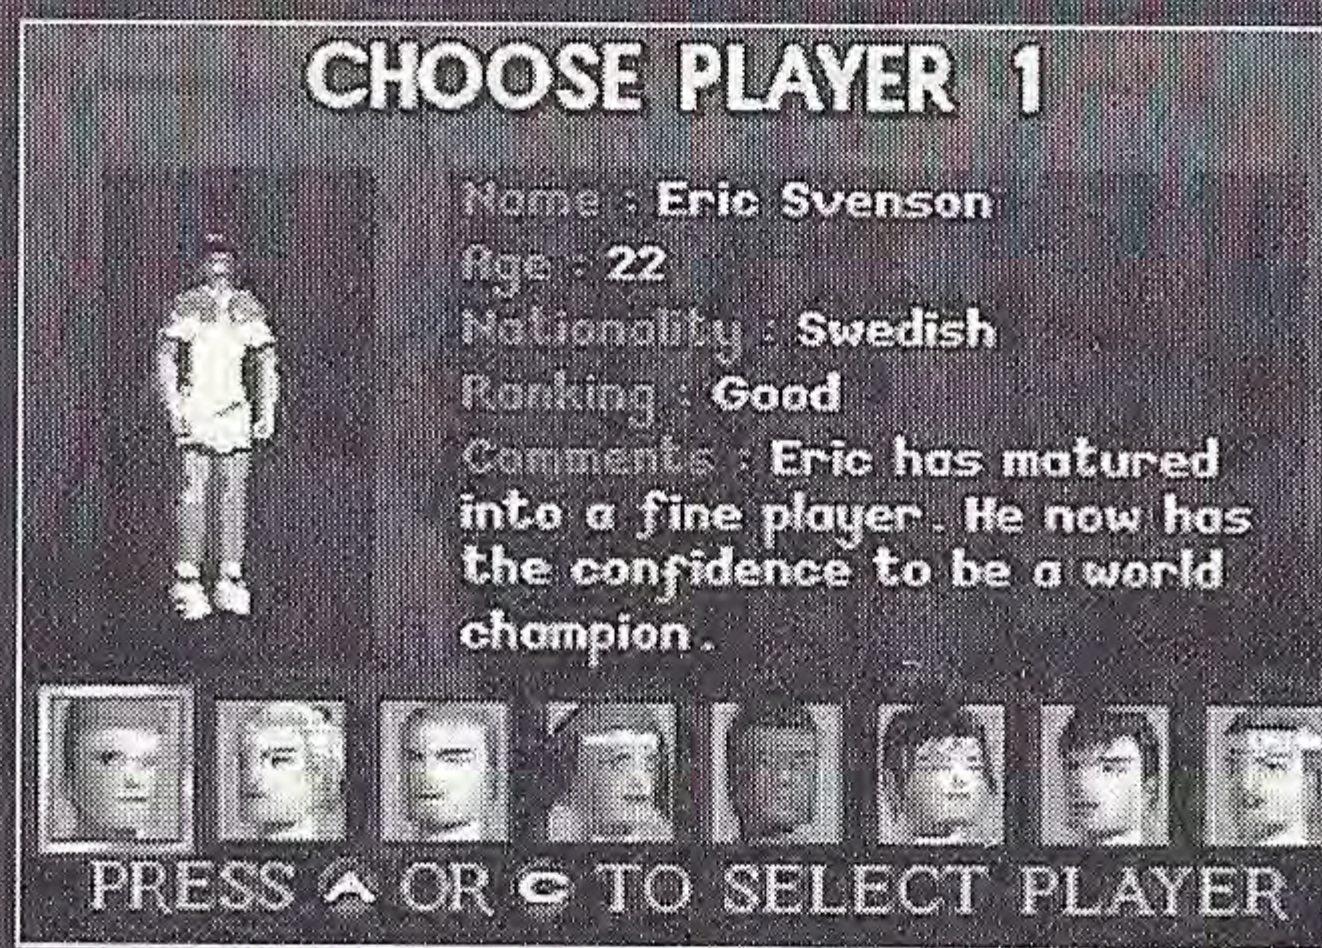 CHOOSE PLAYER 1
Name : Eric Svenson
Age : 22
Nationality : Swedish
Ranking : Good
Comments : Eric has matured
into a fine player. He now has
the confidence to be a world
champion.
PRESS A OR C TO SELECT PLAYER